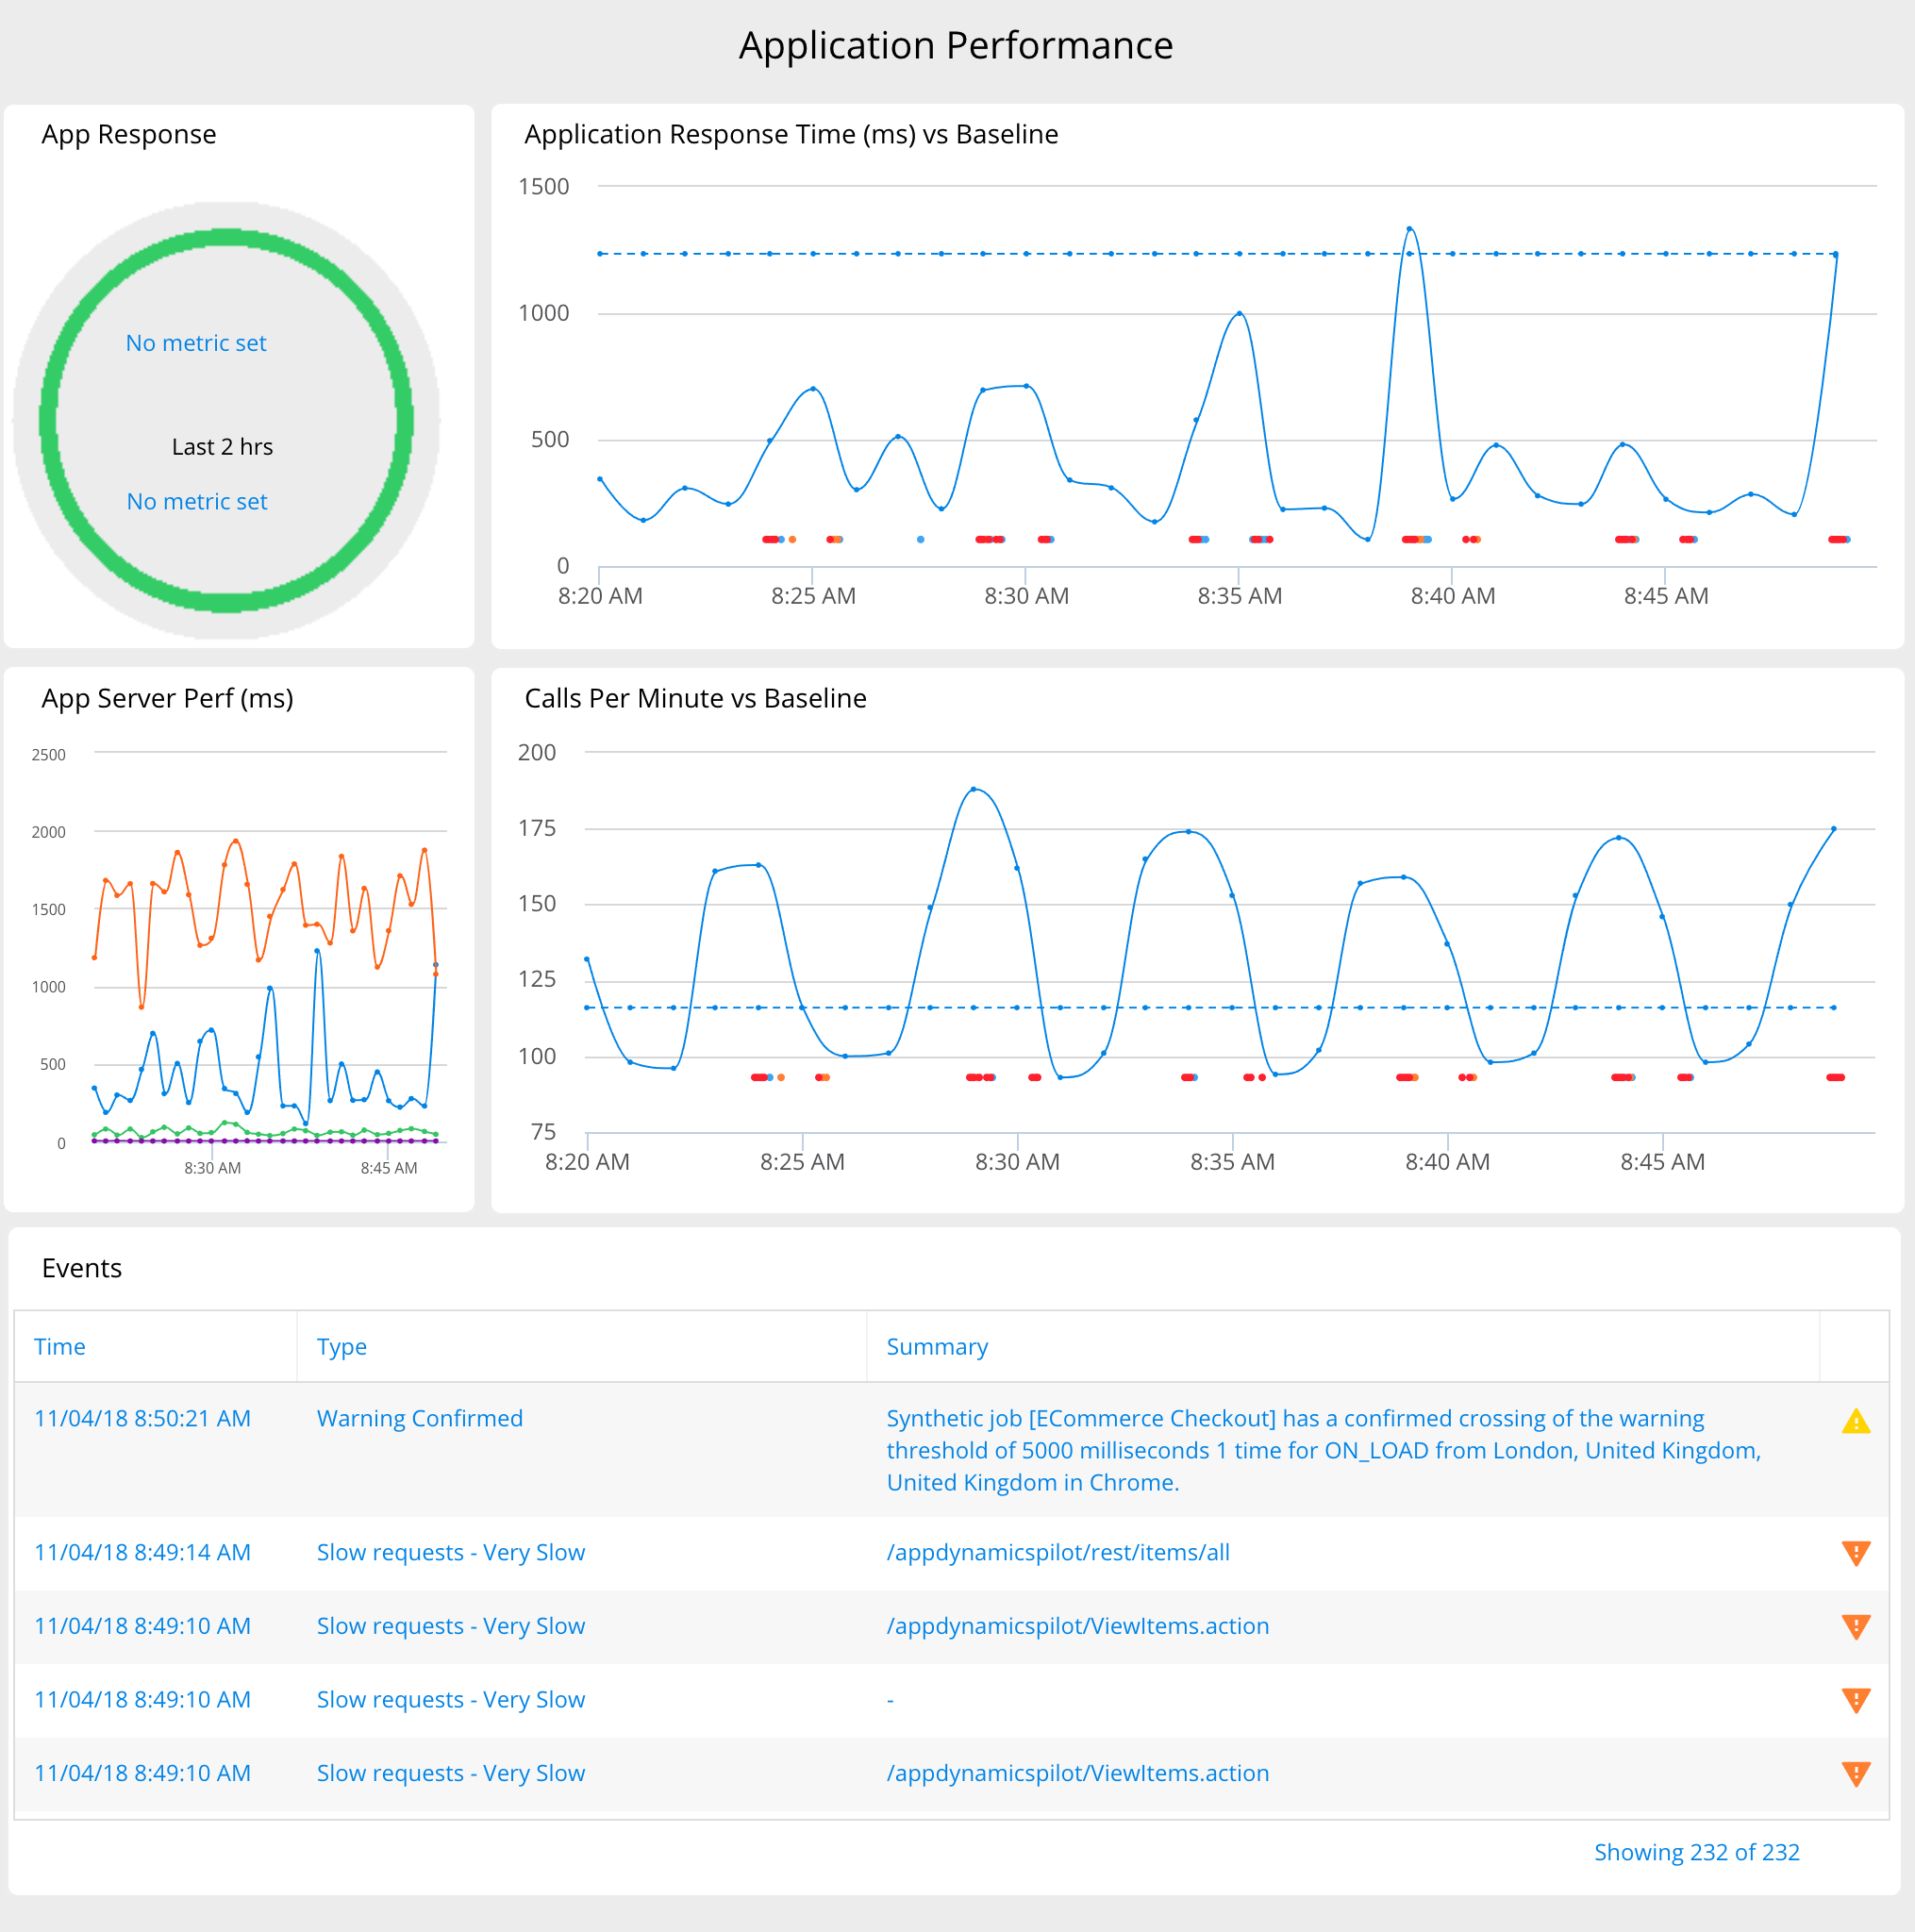 Application Performance
App Response
No metric set
Last 2 hrs
No metric set
Application Response Time (ms) vs Baseline
1500
1000
500
0
8:20 AM 8:25 AM 8:30 AM 8:35 AM 8:40 AM 8:45 AM
App Server Perf (ms)
2500
2000
1500
1000
500
0
8:30 AM 8:45 AM
Calls Per Minute vs Baseline
200
175
150
125
100
75
8:20 AM 8:25 AM 8:30 AM 8:35 AM 8:40 AM 8:45 AM
Events
Time Type Summary
11/04/18 8:50:21 AM Warning Confirmed Synthetic job [ECommerce Checkout] has a confirmed crossing of the warning
threshold of 5000 milliseconds 1 time for ON_LOAD from London, United Kingdom,
United Kingdom in Chrome.
11/04/18 8:49:14 AM Slow requests - Very Slow /appdynamicspilot/rest/items/all
11/04/18 8:49:10 AM Slow requests - Very Slow /appdynamicspilot/ViewItems.action
11/04/18 8:49:10 AM Slow requests - Very Slow -
11/04/18 8:49:10 AM Slow requests - Very Slow /appdynamicspilot/ViewItems.action
Showing 232 of 232